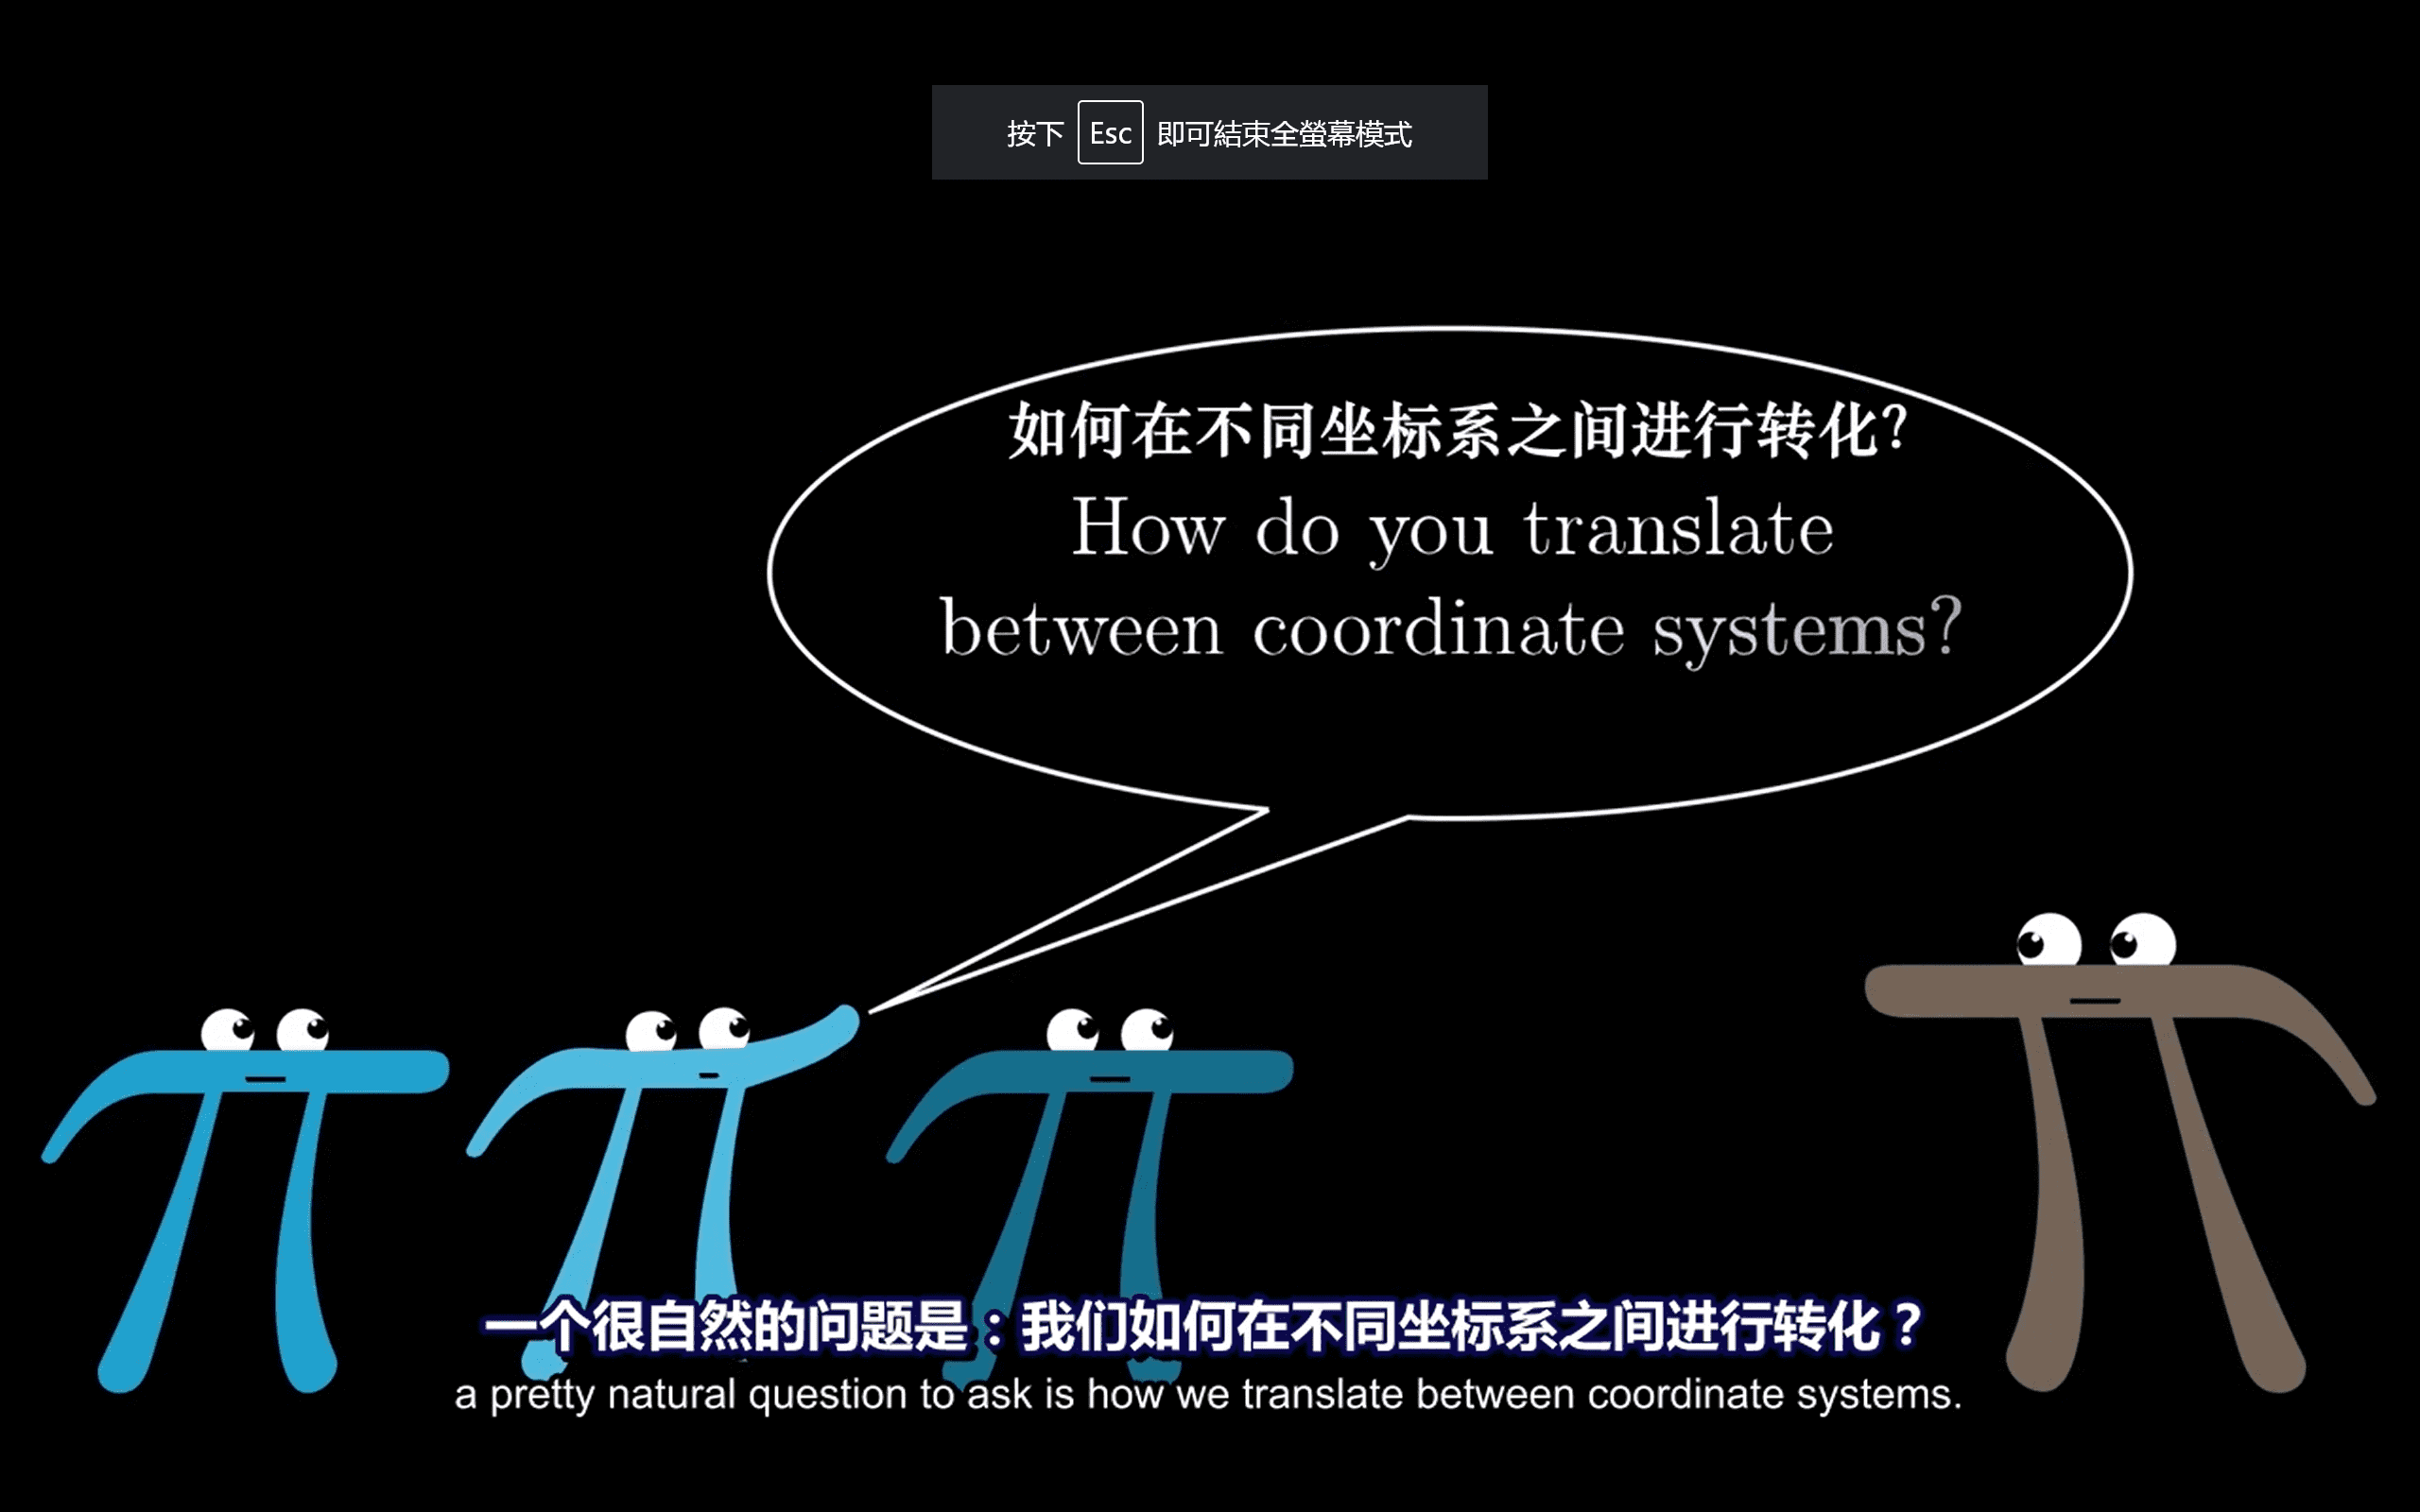 按下 Esc 即可結束全螢幕模式
如何在不同坐标系之间进行转化?
How do you translate
between coordinate systems?
一个很自然的问题是：我们如何在不同坐标系之间进行转化？
a pretty natural question to ask is how we translate between coordinate systems.